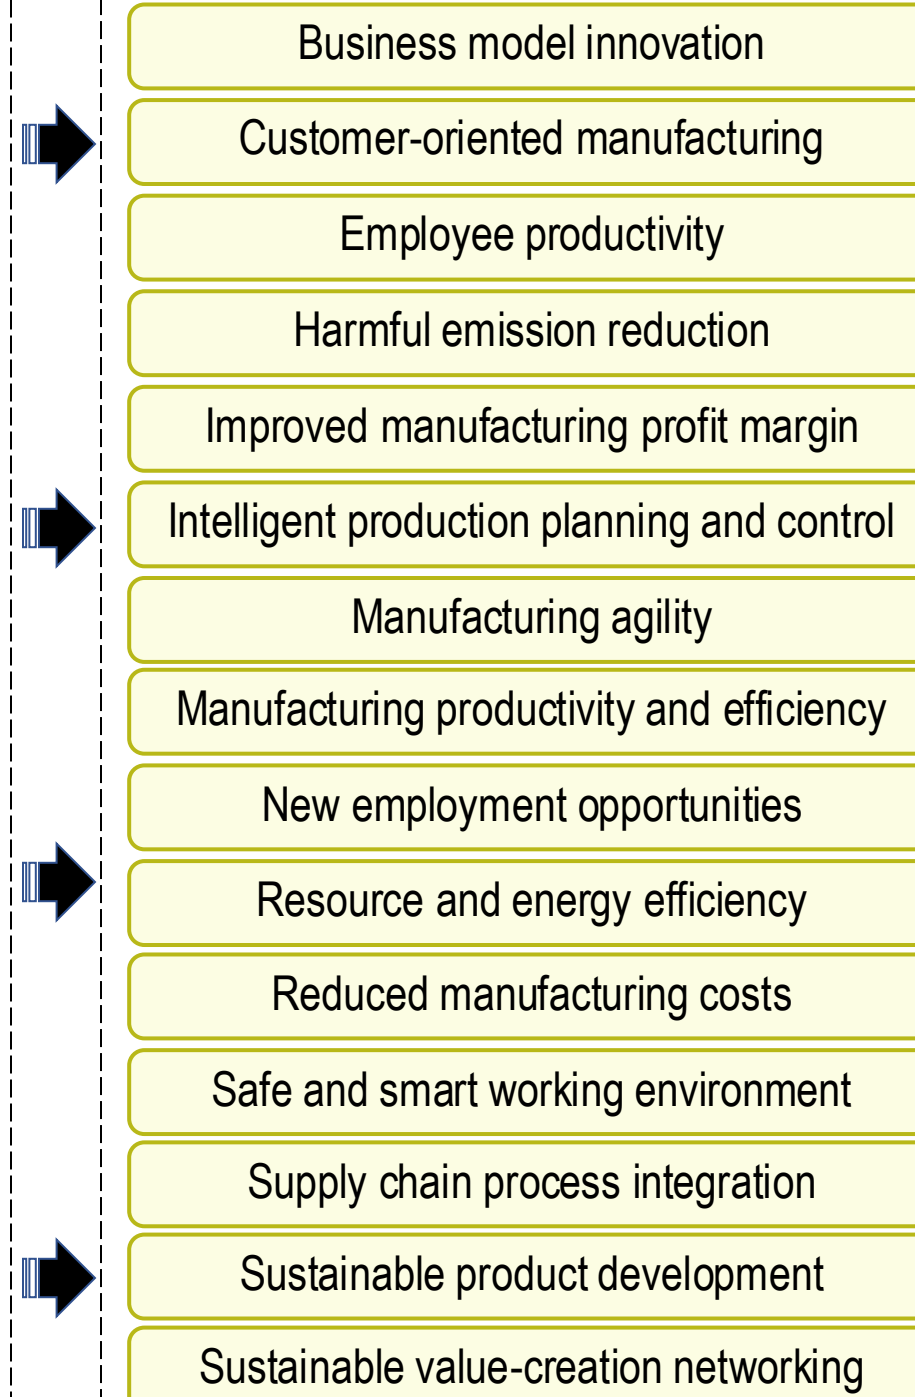 Business model innovation
Customer-oriented manufacturing
Employee productivity
Harmful emission reduction
Improved manufacturing profit margin
Intelligent production planning and control
Manufacturing agility
Manufacturing productivity and efficiency
New employment opportunities
Resource and energy efficiency
Reduced manufacturing costs
Safe and smart working environment
Supply chain process integration
Sustainable product development
Sustainable value-creation networking